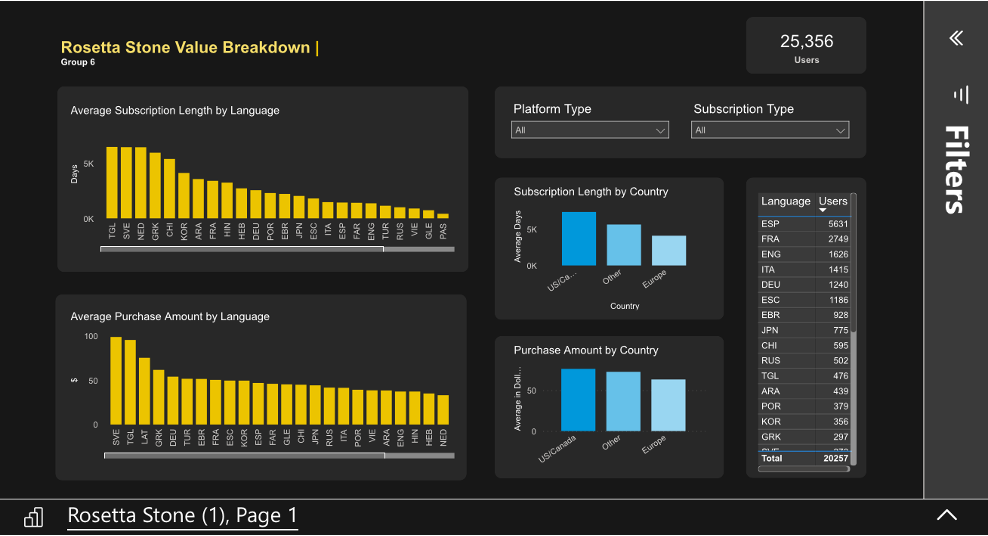 Rosetta Stone Value Breakdown |
Group 6
25,356
Users
Filters
Average Subscription Length by Language
Days
5K
0K
TGL SVE NED GRK CHI KOR ARA FRA HIN HEB DEU POR EBR JPN ESC ITA ESP FAR ENG TUR RUS VIE GLE PAS
Platform Type
All
Subscription Type
All
Subscription Length by Country
Average Days
5K
0K
US/Ca... Other Europe
Country
Language Users
ESP 5631
FRA 2749
ENG 1626
ITA 1415
DEU 1240
ESC 1186
EBR 928
JPN 775
CHI 595
RUS 502
TGL 476
ARA 439
POR 379
KOR 356
GRK 297
Total 20257
Average Purchase Amount by Language
$
100
50
0
SVE TGL LAT GRK DEU TUR EBR FRA ESC KOR ESP FAR GLE CHI JPN RUS ITA POR VIE ARA ENG HIN HEB NED
Purchase Amount by Country
Average in Doll...
50
0
US/Canada Other Europe
Rosetta Stone (1), Page 1